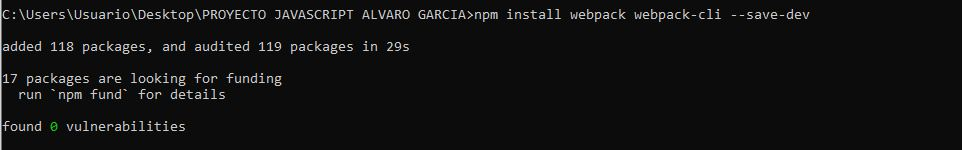 C:\Users\Usuario\Desktop\PROYECTO JAVASCRIPT ALVARO GARCIA>npm install webpack webpack-cli --save-dev
added 118 packages, and audited 119 packages in 29s
17 packages are looking for funding
  run `npm fund` for details
found 0 vulnerabilities